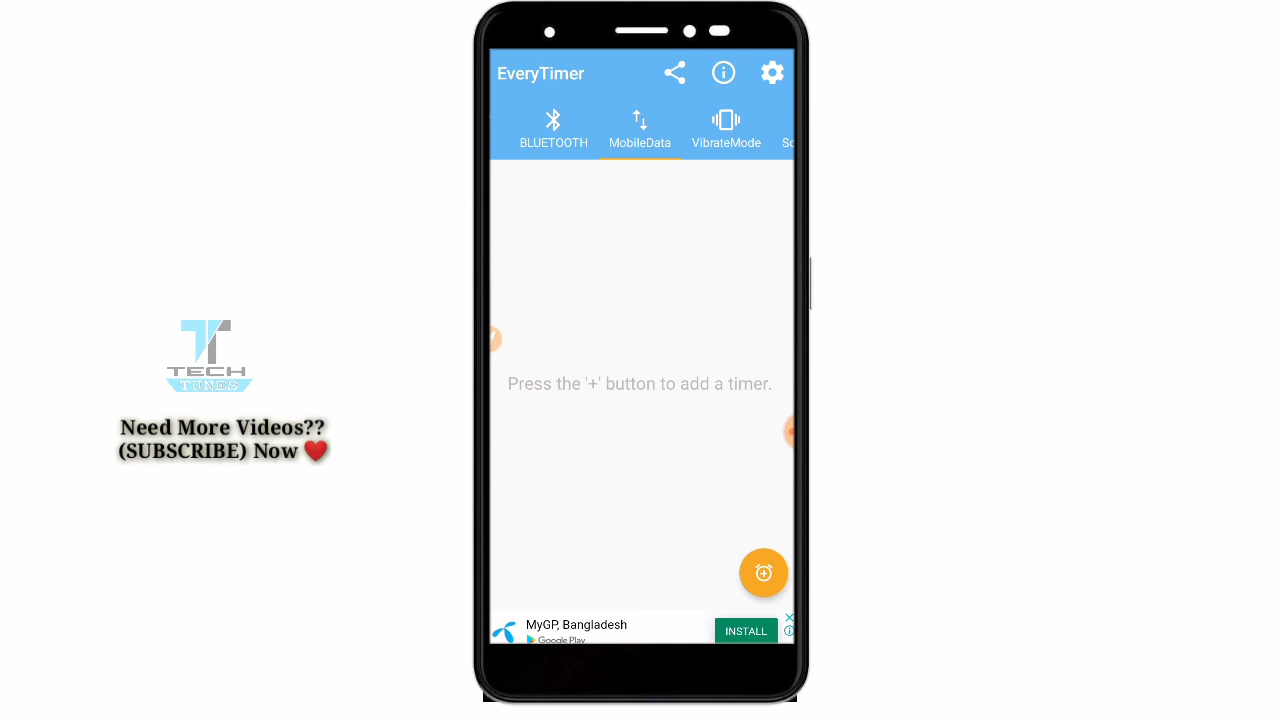 EveryTimer
BLUETOOTH
MobileData
VibrateMode
Press the '+' button to add a timer.
MyGP, Bangladesh
Google Play
INSTALL
TECH
TUNES
Need More Videos??
(SUBSCRIBE) Now ❤️